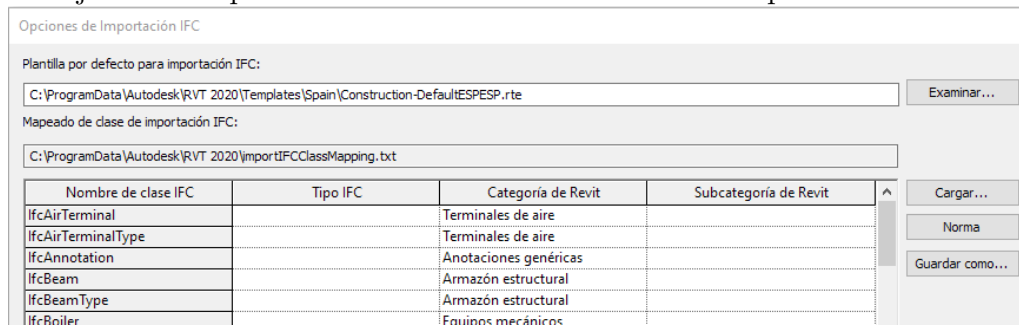 Opciones de Importación IFC
Plantilla por defecto para importación IFC:
C:\ProgramData\Autodesk\RVT 2020\Templates\Spain\Construction-DefaultESPESP.rte
Examinar...
Mapeado de clase de importación IFC:
C:\ProgramData\Autodesk\RVT 2020\importIFCClassMapping.txt
Nombre de clase IFC Tipo IFC Categoría de Revit Subcategoría de Revit Cargar...
IfcAirTerminal Terminales de aire
IfcAirTerminalType Terminales de aire Norma
IfcAnnotation Anotaciones genéricas
Guardar como...
IfcBeam Armazón estructural
IfcBeamType Armazón estructural
IfcBoiler Equipos mecánicos